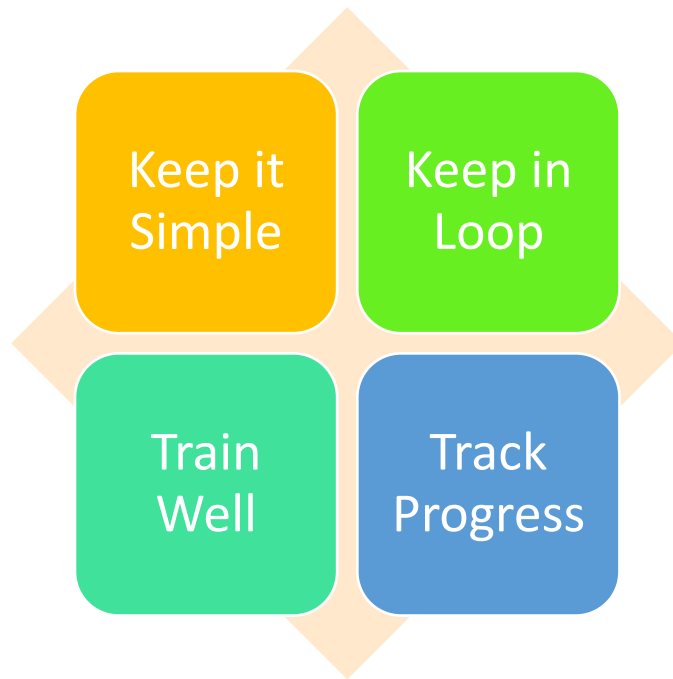 Keep it
Simple
Keep in
Loop
Train
Well
Track
Progress